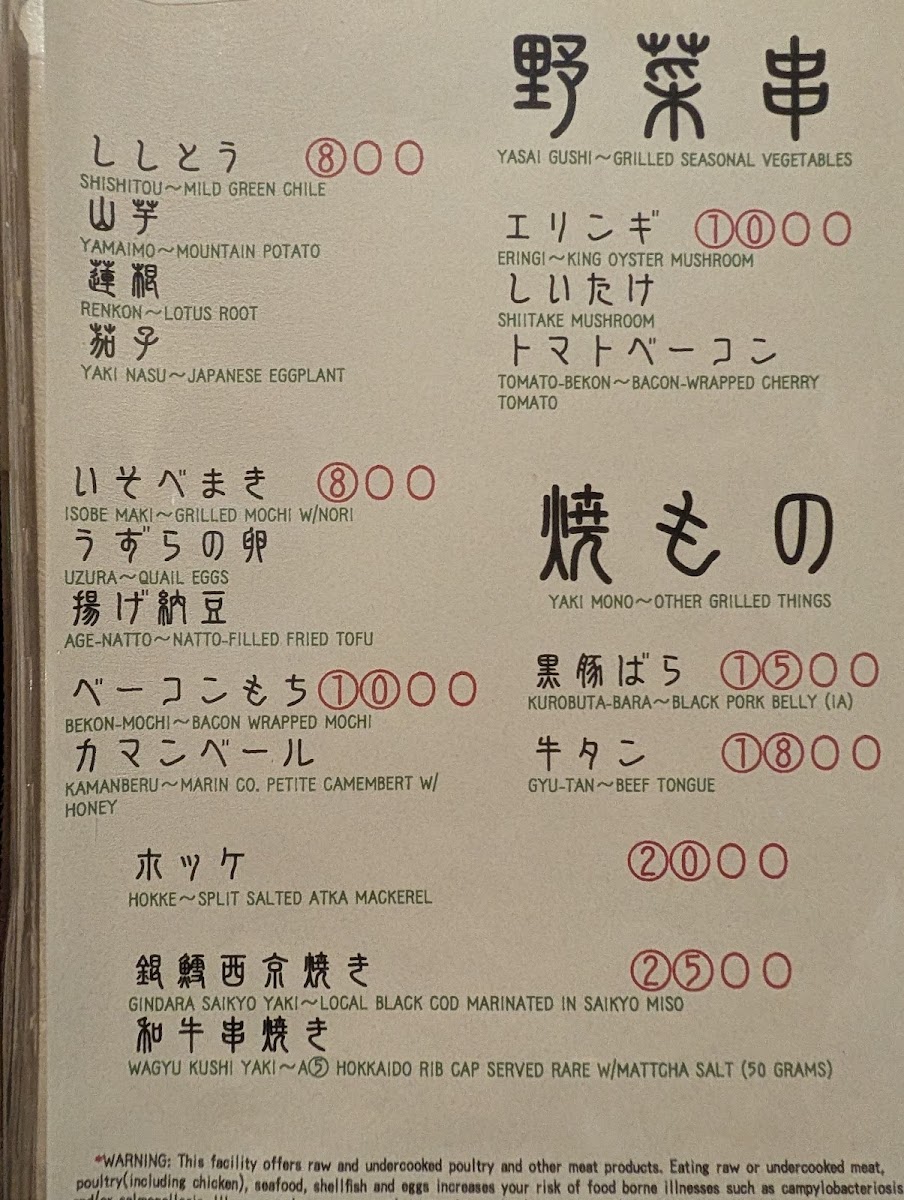 野菜串
YASAI GUSHI~GRILLED SEASONAL VEGETABLES
ししとう ⑧〇〇
SHISHITOU~MILD GREEN CHILE
山芋
YAMAIMO~MOUNTAIN POTATO
蓮根
RENKON~LOTUS ROOT
茄子
YAKI NASU~JAPANESE EGGPLANT
エリンギ ①⓪〇〇
ERINGI~KING OYSTER MUSHROOM
しいたけ
SHIITAKE MUSHROOM
トマトベーコン
TOMATO-BEKON~BACON-WRAPPED CHERRY
TOMATO
焼もの
YAKI MONO~OTHER GRILLED THINGS
いそべまき ⑧〇〇
ISOBE MAKI~GRILLED MOCHI W/NORI
うずらの卵
UZURA~QUAIL EGGS
揚げ納豆
AGE-NATTO~NATTO-FILLED FRIED TOFU
ベーコンもち ①⓪〇〇
BEKON-MOCHI~BACON WRAPPED MOCHI
カマンベール
KAMANBERU~MARIN CO. PETITE CAMEMBERT W/
HONEY
黒豚ばら ①⑤〇〇
KUROBUTA-BARA~BLACK PORK BELLY (IA)
牛タン ①⑧〇〇
GYU-TAN~BEEF TONGUE
ホッケ ②⓪〇〇
HOKKE~SPLIT SALTED ATKA MACKEREL
銀鱈西京焼き ②⑤〇〇
GINDARA SAIKYO YAKI~LOCAL BLACK COD MARINATED IN SAIKYO MISO
和牛串焼き
WAGYU KUSHI YAKI~A⑤ HOKKAIDO RIB CAP SERVED RARE W/MATTCHA SALT (50 GRAMS)
*WARNING: This facility offers raw and undercooked poultry and other meat products. Eating raw or undercooked meat,
poultry(including chicken), seafood, shellfish and eggs increases your risk of food borne illnesses such as campylobacteriosis